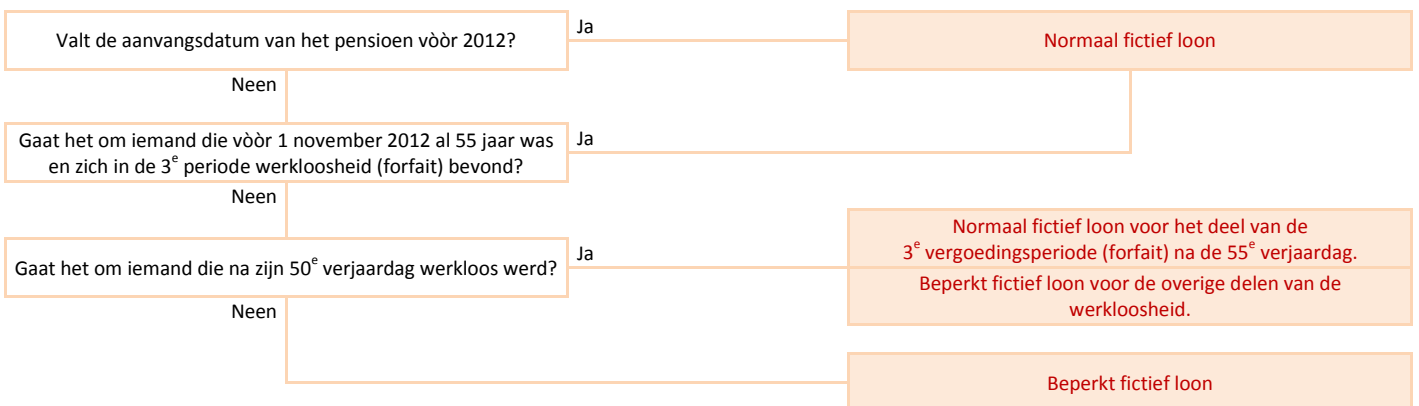 Valt de aanvangsdatum van het pensioen vòòr 2012?
Ja
Normaal fictief loon
Neen
Gaat het om iemand die vòòr 1 november 2012 al 55 jaar was
en zich in de 3e periode werkloosheid (forfait) bevond?
Ja
Neen
Gaat het om iemand die na zijn 50e verjaardag werkloos werd?
Ja
Normaal fictief loon voor het deel van de
3e vergoedingsperiode (forfait) na de 55e verjaardag.
Beperkt fictief loon voor de overige delen van de
werkloosheid.
Neen
Beperkt fictief loon